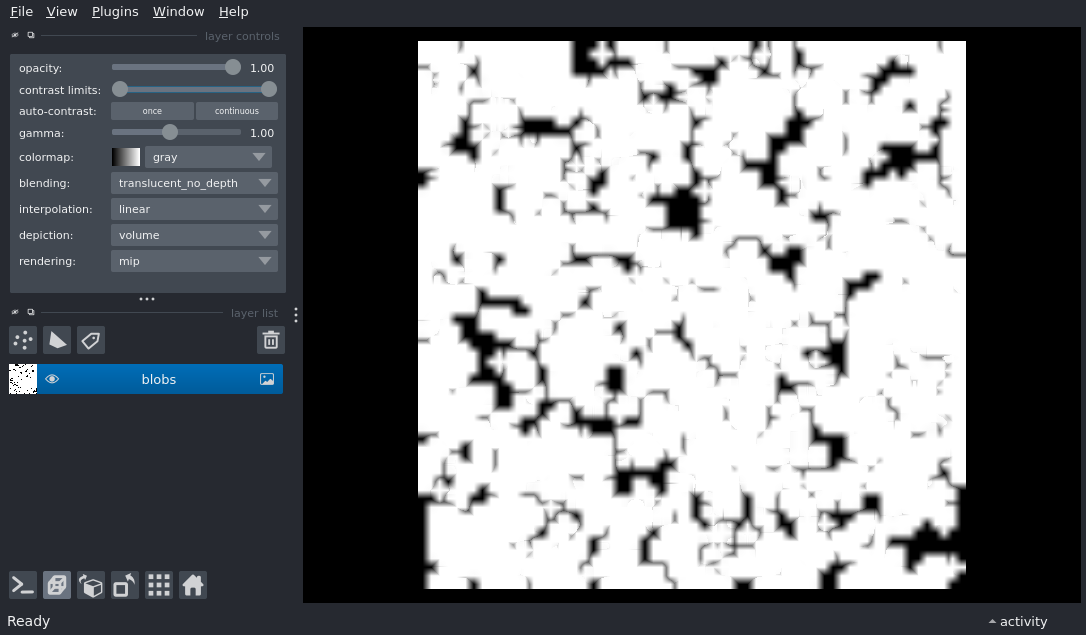 File View Plugins Window Help
layer controls
opacity: 1.00
contrast limits:
auto-contrast: once continuous
gamma: 1.00
colormap: gray
blending: translucent_no_depth
interpolation: linear
depiction: volume
rendering: mip
layer list
blobs
Ready
activity